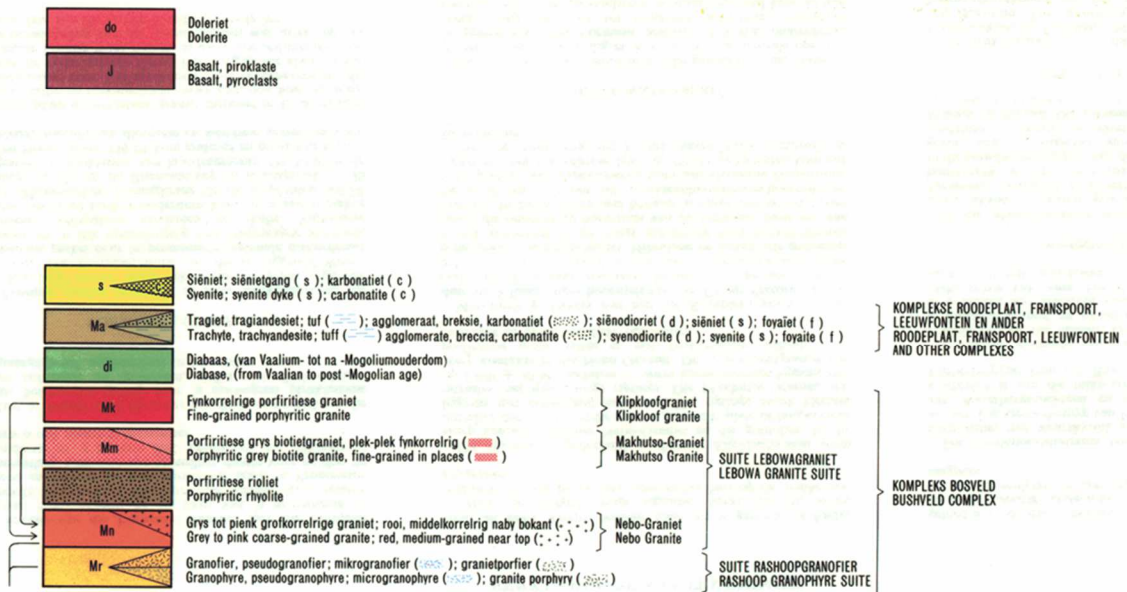 do
Doleriet
Dolerite
J
Basalt, piroklaste
Basalt, pyroclasts
s
c
Siëniet; siënietgang ( s ); karbonatiet ( c )
Syenite; syenite dyke ( s ); carbonatite ( c )
Ma
Tragiet, tragiandesiet; tuf ( ); agglomeraat, breksie, karbonatiet ( ); siënodioriet ( d ); siëniet ( s ); foyaïet ( f )
Trachyte, trachyandesite; tuff ( ) agglomerate, breccia, carbonatite ( ); syenodiorite ( d ); syenite ( s ); foyaite ( f )
KOMPLEKSE ROODEPLAAT, FRANSPOORT,
LEEUWFONTEIN EN ANDER
ROODEPLAAT, FRANSPOORT, LEEUWFONTEIN
AND OTHER COMPLEXES
di
Diabaas, (van Vaalium- tot na -Mogoliumouderdom)
Diabase, (from Vaalian to post -Mogolian age)
Mk
Fynkorrelrige porfiritiese graniet
Fine-grained porphyritic granite
Klipkloofgraniet
Klipkloof granite
Mm
Porfiritiese grys biotietgraniet, plek-plek fynkorrelrig ( )
Porphyritic grey biotite granite, fine-grained in places ( )
Makhutso-Graniet
Makhutso Granite
SUITE LEBOWAGRANIET
LEBOWA GRANITE SUITE
Porfiritiese rioliet
Porphyritic rhyolite
KOMPLEKS BOSVELD
BUSHVELD COMPLEX
Mn
Grys tot pienk grofkorrelrige graniet; rooi, middelkorrelrig naby bokant ( )
Grey to pink coarse-grained granite; red, medium-grained near top ( )
Nebo-Graniet
Nebo Granite
Mr
Granofier, pseudogranofier; mikrogranofier ( ); granietporfier ( )
Granophyre, pseudogranophyre; microgranophyre ( ); granite porphyry ( )
SUITE RASHOOPGRANOFIER
RASHOOP GRANOPHYRE SUITE